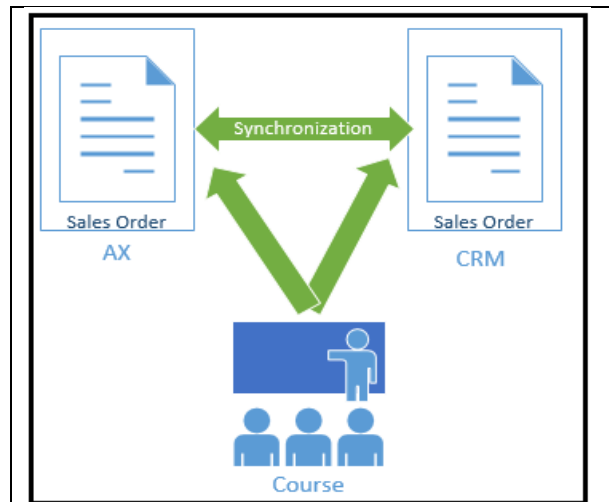 Synchronization
Sales Order
AX
Sales Order
CRM
Course